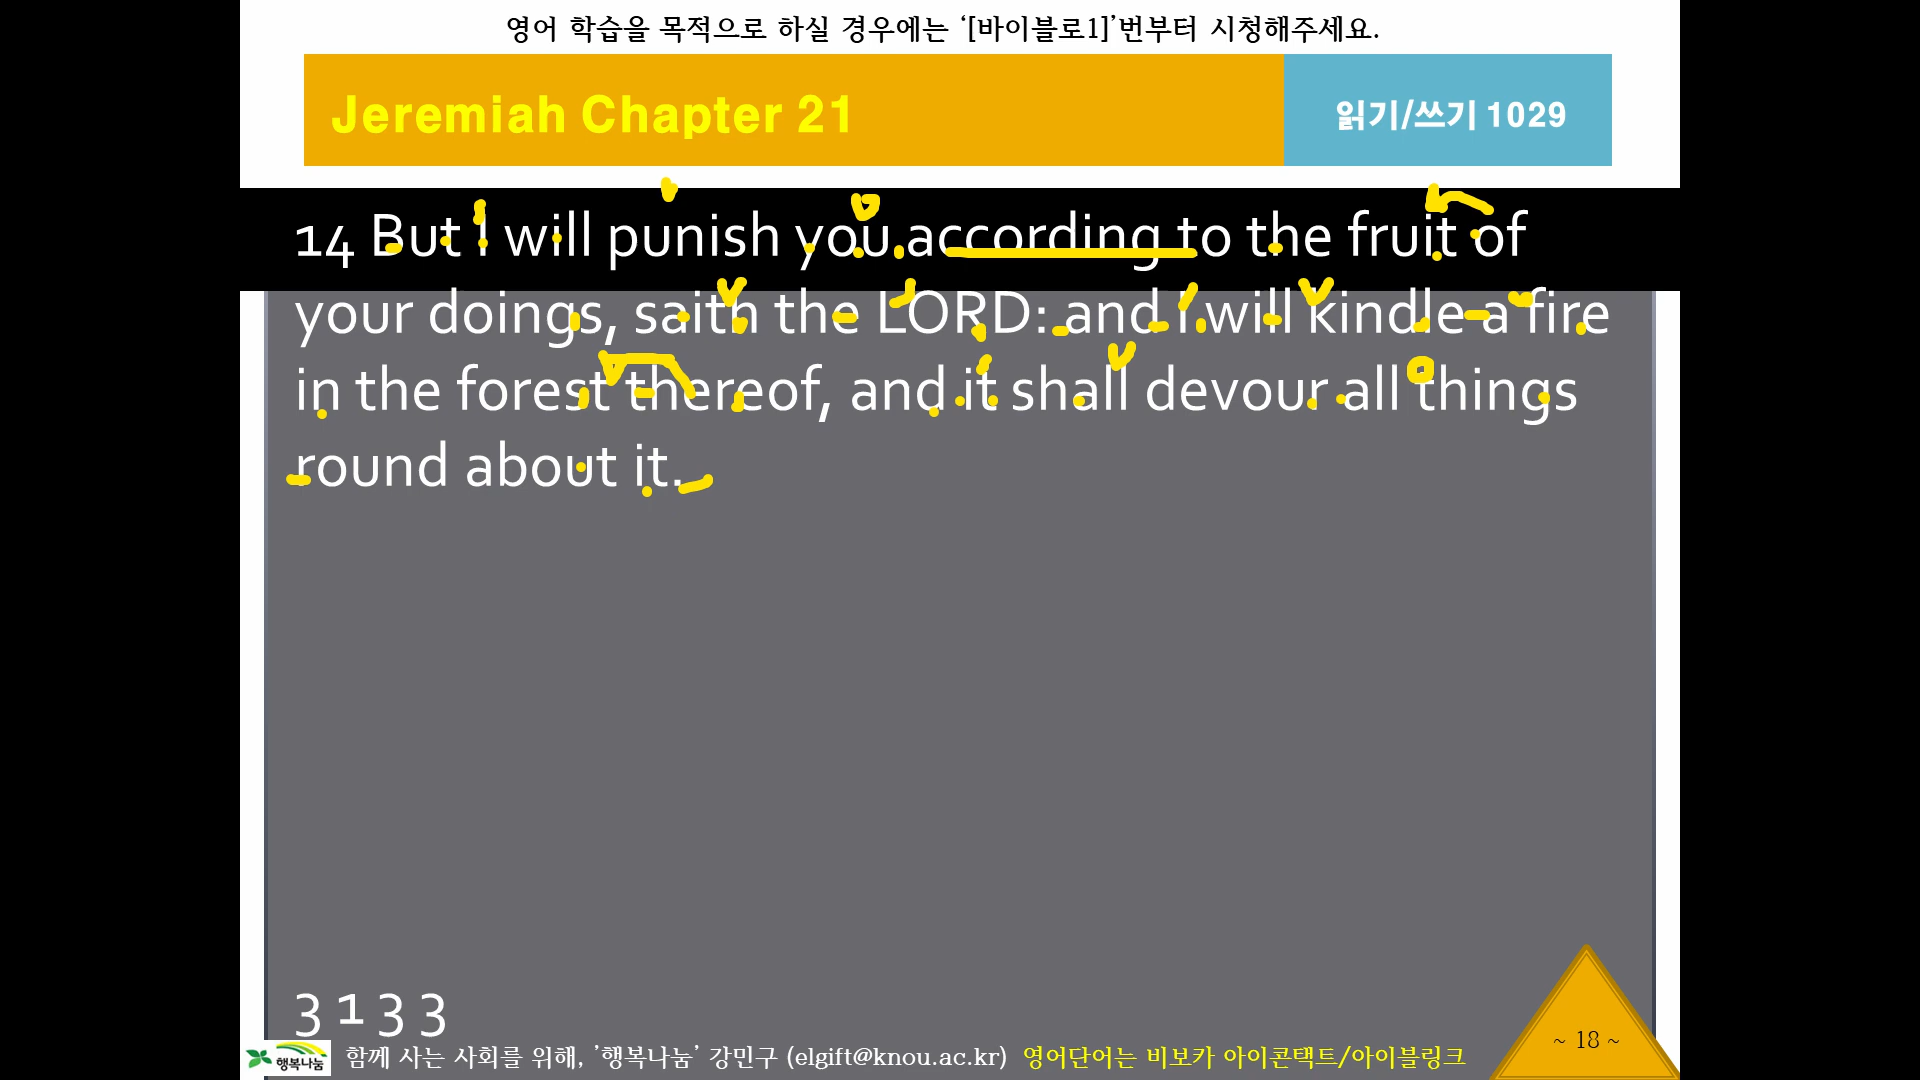 영어 학습을 목적으로 하실 경우에는 ‘[바이블로1]’번부터 시청해주세요.
Jeremiah Chapter 21
읽기/쓰기 1029
14 But I will punish you according to the fruit of
your doings, saith the LORD: and I will kindle a fire
in the forest thereof, and it shall devour all things
round about it.
3 1 3 3
행복나눔
함께 사는 사회를 위해, ’행복나눔’ 강민구 (elgift@knou.ac.kr) 영어단어는 비보카 아이콘택트/아이블링크
~ 18 ~